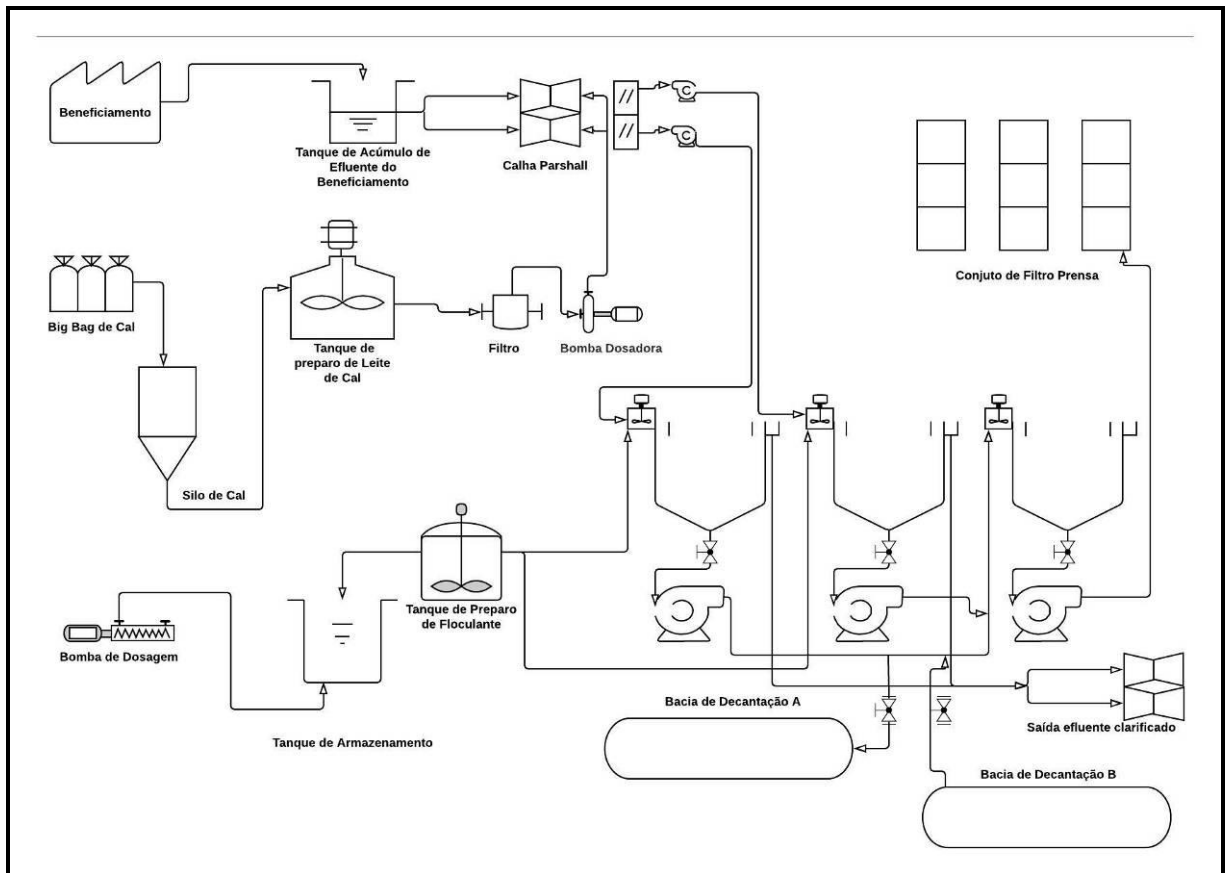 Beneficiamento
Tanque de Acúmulo de
Efluente do
Beneficiamento
Calha Parshall
//
//
C
C
Conjuto de Filtro Prensa
Big Bag de Cal
Tanque de
preparo de Leite
de Cal
Filtro
Bomba Dosadora
Silo de Cal
Tanque de Preparo
de Floculante
Bomba de Dosagem
Tanque de Armazenamento
Bacia de Decantação A
Saída efluente clarificado
Bacia de Decantação B